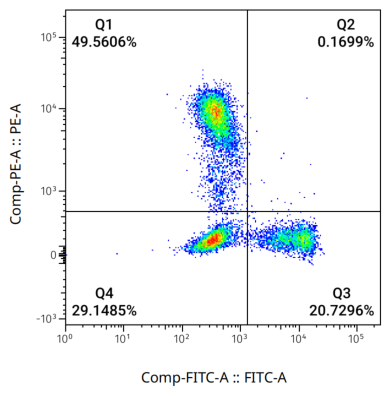 Q1
49.5606%
Q2
0.1699%
Q4
29.1485%
Q3
20.7296%
10⁵
10⁴
10³
0
-10³
10⁰
10¹
10²
10³
10⁴
10⁵
Comp-PE-A :: PE-A
Comp-FITC-A :: FITC-A